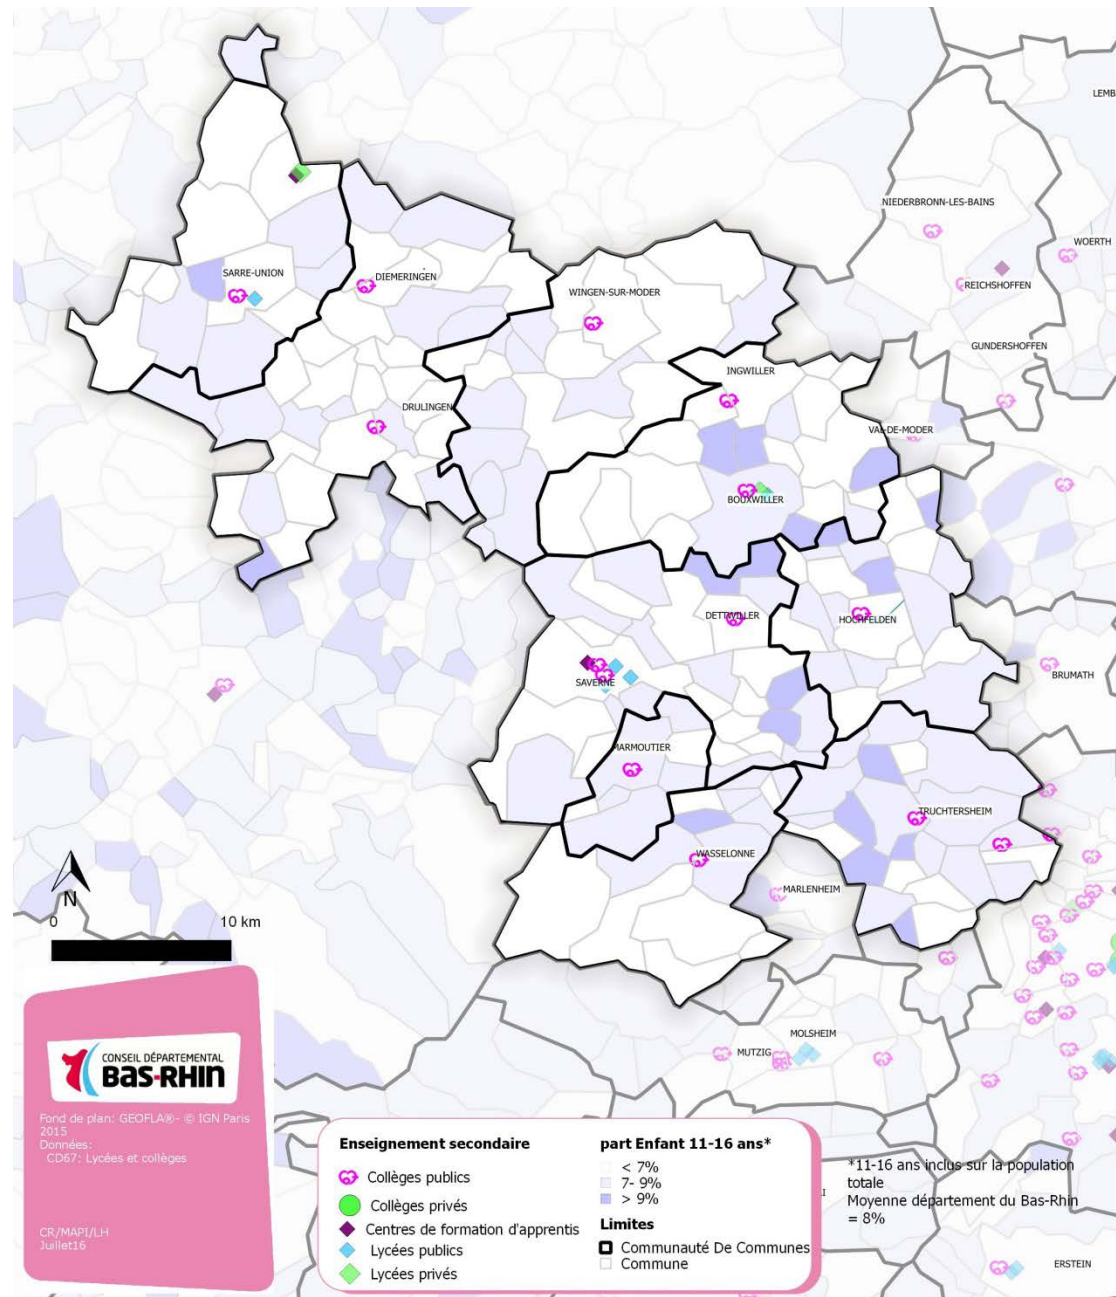 LEMB
NIEDERBRONN-LES-BAINS
WOERTH
SARRE-UNION
DIEMERINGEN
WINGEN-SUR-MODER
REICHSHOFFEN
GUNDERSHOFFEN
INGWILLER
DRULINGEN
VAL-DE-MODER
BOUXWILLER
DETTWILLER
HOCHFELDEN
BRUMATH
SAVERNE
MARMOUTIER
TRUCHTERSHEIM
WASSELONNE
MARLENHEIM
N
0 10 km
MOLSHEIM
MUTZIG
CONSEIL DÉPARTEMENTAL
BAS-RHIN
Fond de plan: GEOFLA®- © IGN Paris
2015
Données:
CD67: Lycées et collèges
CR/MAPI/LH
Juillet16
Enseignement secondaire
Collèges publics
Collèges privés
Centres de formation d'apprentis
Lycées publics
Lycées privés
part Enfant 11-16 ans*
< 7%
7- 9%
> 9%
Limites
Communauté De Communes
Commune
*11-16 ans inclus sur la population
totale
Moyenne département du Bas-Rhin
= 8%
ERSTEIN